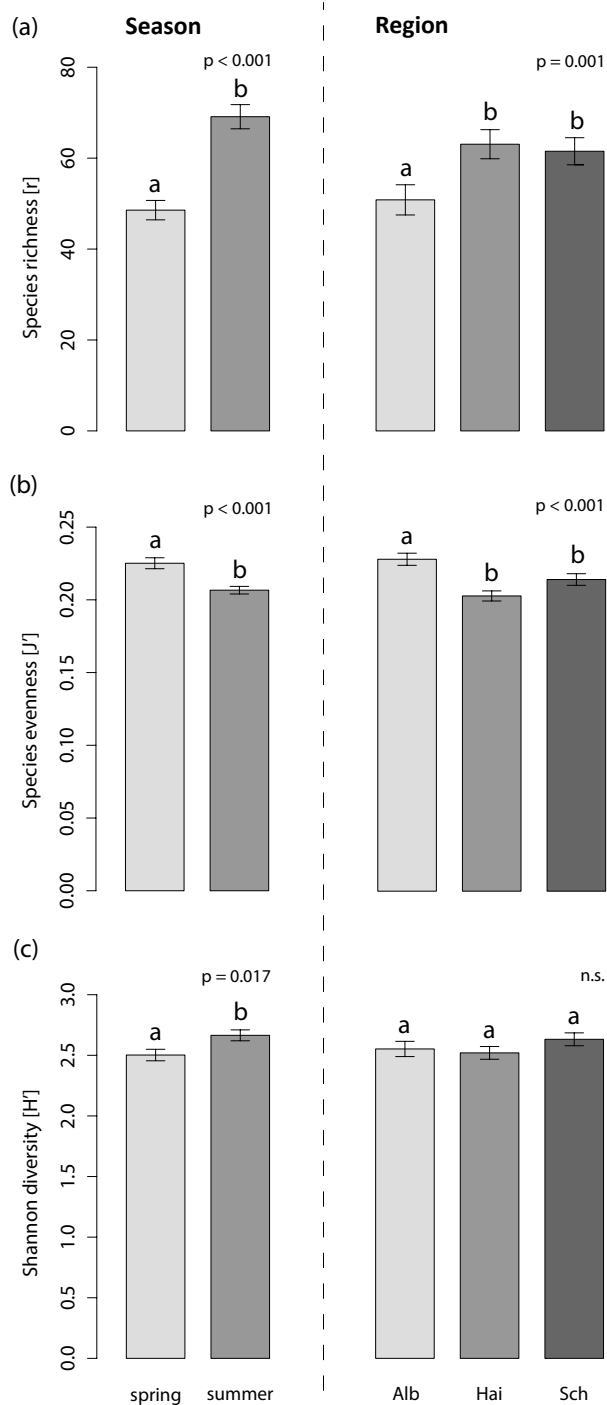 (a)
Season
Region
p < 0.001
p = 0.001
80
60
40
20
0
Species richness [r]
a
b
a
b
b
(b)
p < 0.001
p < 0.001
0.25
0.20
0.15
0.10
0.05
0.00
Species evenness [J']
a
b
a
b
b
(c)
p = 0.017
n.s.
3.0
2.5
2.0
1.5
1.0
0.5
0.0
Shannon diversity [H']
a
b
a
a
a
spring
summer
Alb
Hai
Sch